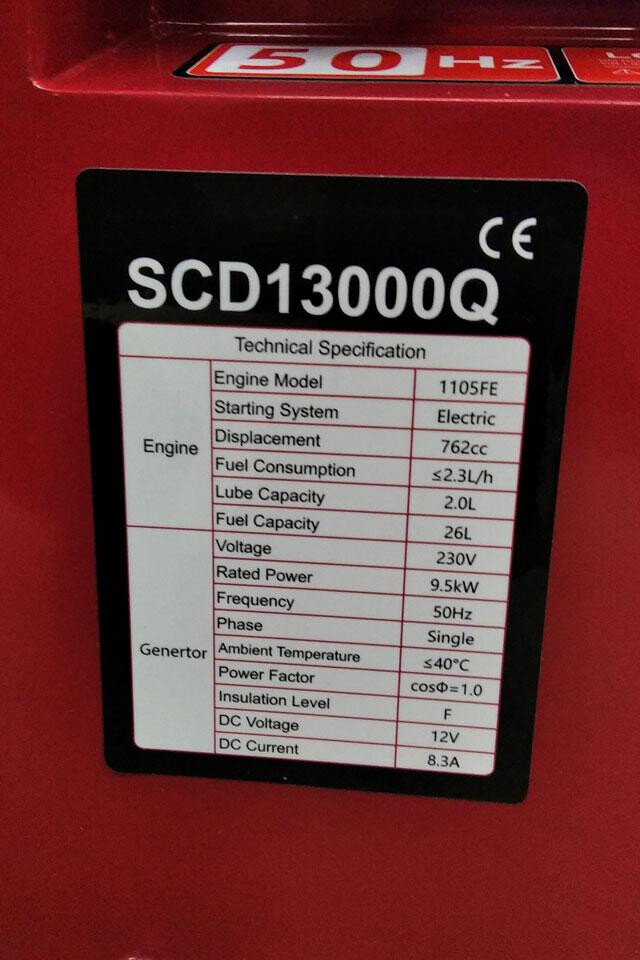 50 Hz
CE
SCD13000Q
Technical Specification
Engine
Engine Model 1105FE
Starting System Electric
Displacement 762cc
Fuel Consumption ≤2.3L/h
Lube Capacity 2.0L
Fuel Capacity 26L
Genertor
Voltage 230V
Rated Power 9.5kW
Frequency 50Hz
Phase Single
Ambient Temperature ≤40°C
Power Factor cosΦ=1.0
Insulation Level F
DC Voltage 12V
DC Current 8.3A